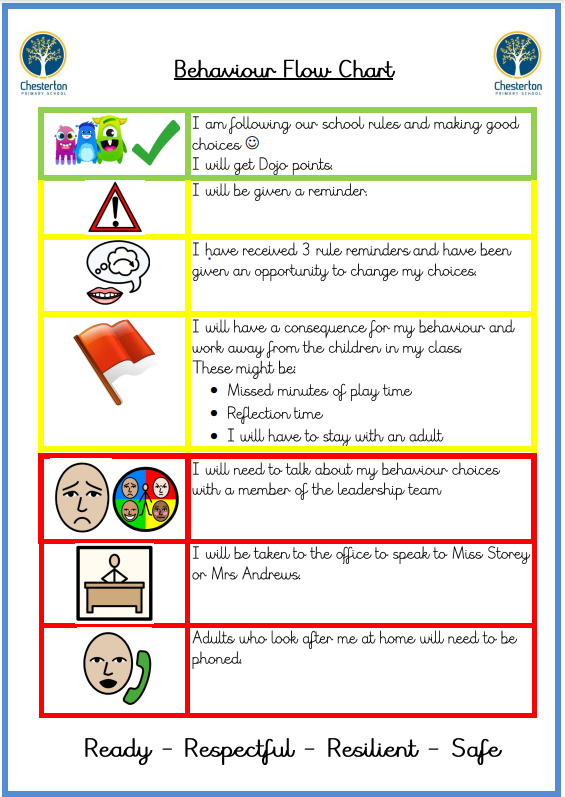 Behaviour Flow Chart
Chesterton
PRIMARY SCHOOL
Chesterton
PRIMARY SCHOOL
I am following our school rules and making good
choices ☺
I will get Dojo points.
I will be given a reminder.
I have received 3 rule reminders and have been
given an opportunity to change my choices.
I will have a consequence for my behaviour and
work away from the children in my class.
These might be:
• Missed minutes of play time
• Reflection time
• I will have to stay with an adult
I will need to talk about my behaviour choices
with a member of the leadership team
I will be taken to the office to speak to Miss Storey
or Mrs Andrews.
Adults who look after me at home will need to be
phoned.
Ready – Respectful – Resilient – Safe